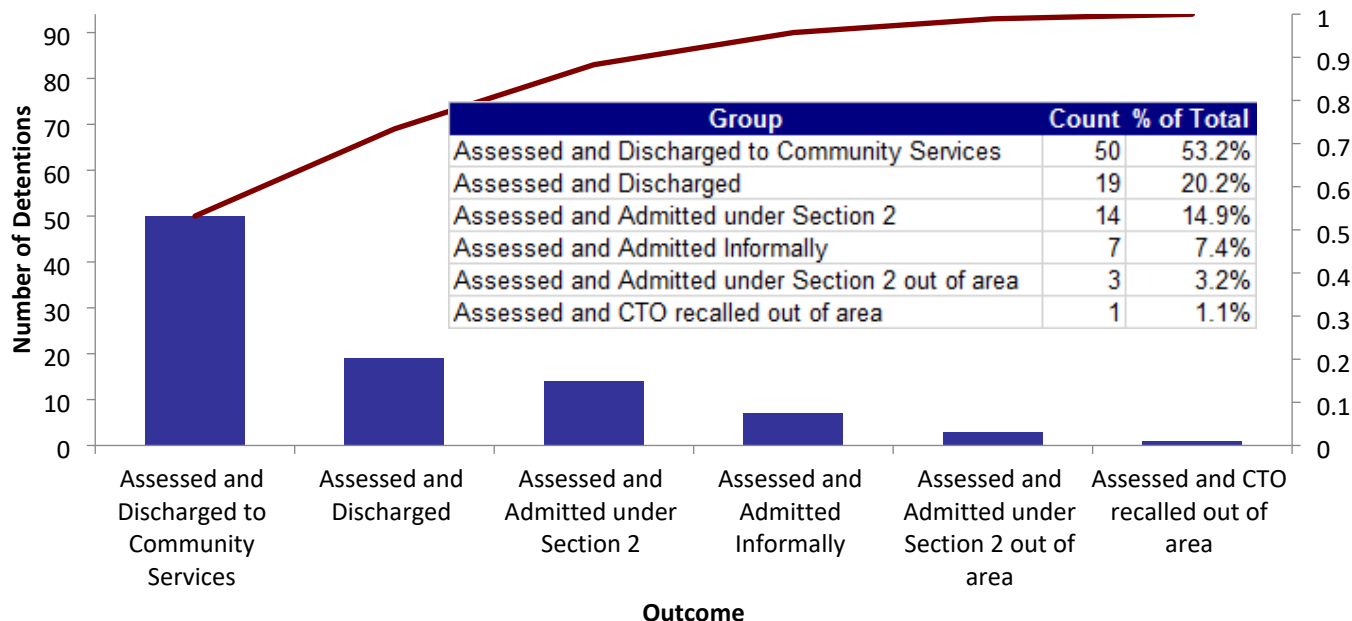 Number of Detentions
90
80
70
60
50
40
30
20
10
0
1
0.9
0.8
0.7
0.6
0.5
0.4
0.3
0.2
0.1
0
Group Count % of Total
Assessed and Discharged to Community Services 50 53.2%
Assessed and Discharged 19 20.2%
Assessed and Admitted under Section 2 14 14.9%
Assessed and Admitted Informally 7 7.4%
Assessed and Admitted under Section 2 out of area 3 3.2%
Assessed and CTO recalled out of area 1 1.1%
Assessed and
Discharged to
Community
Services
Assessed and
Discharged
Assessed and
Admitted under
Section 2
Assessed and
Admitted
Informally
Assessed and
Admitted under
Section 2 out of
area
Assessed and CTO
recalled out of
area
Outcome